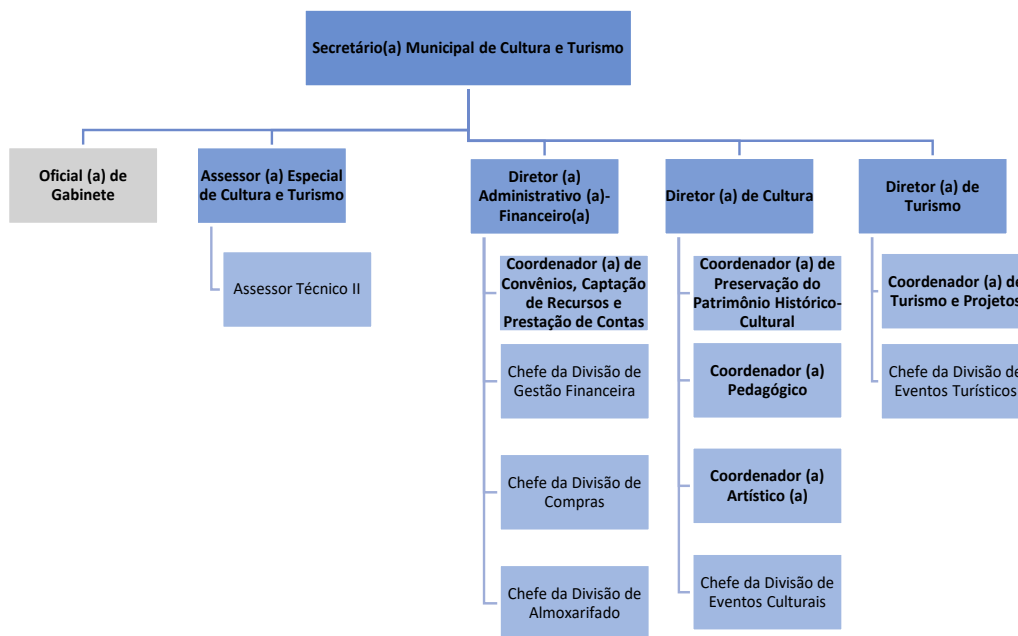 Secretário(a) Municipal de Cultura e Turismo
Oficial (a) de
Gabinete
Assessor (a) Especial
de Cultura e Turismo
Diretor (a)
Administrativo (a)-
Financeiro(a)
Diretor (a) de Cultura
Diretor (a) de
Turismo
Assessor Técnico II
Coordenador (a) de
Convênios, Captação
de Recursos e
Prestação de Contas
Chefe da Divisão de
Gestão Financeira
Chefe da Divisão de
Compras
Chefe da Divisão de
Almoxarifado
Coordenador (a) de
Preservação do
Patrimônio Histórico-
Cultural
Coordenador (a)
Pedagógico
Coordenador (a)
Artístico (a)
Chefe da Divisão de
Eventos Culturais
Coordenador (a) de
Turismo e Projetos
Chefe da Divisão de
Eventos Turísticos